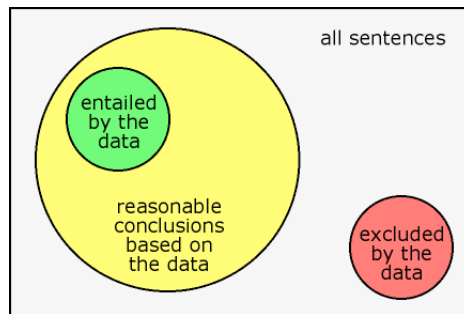 all sentences
entailed
by the
data
reasonable
conclusions
based on
the data
excluded
by the
data